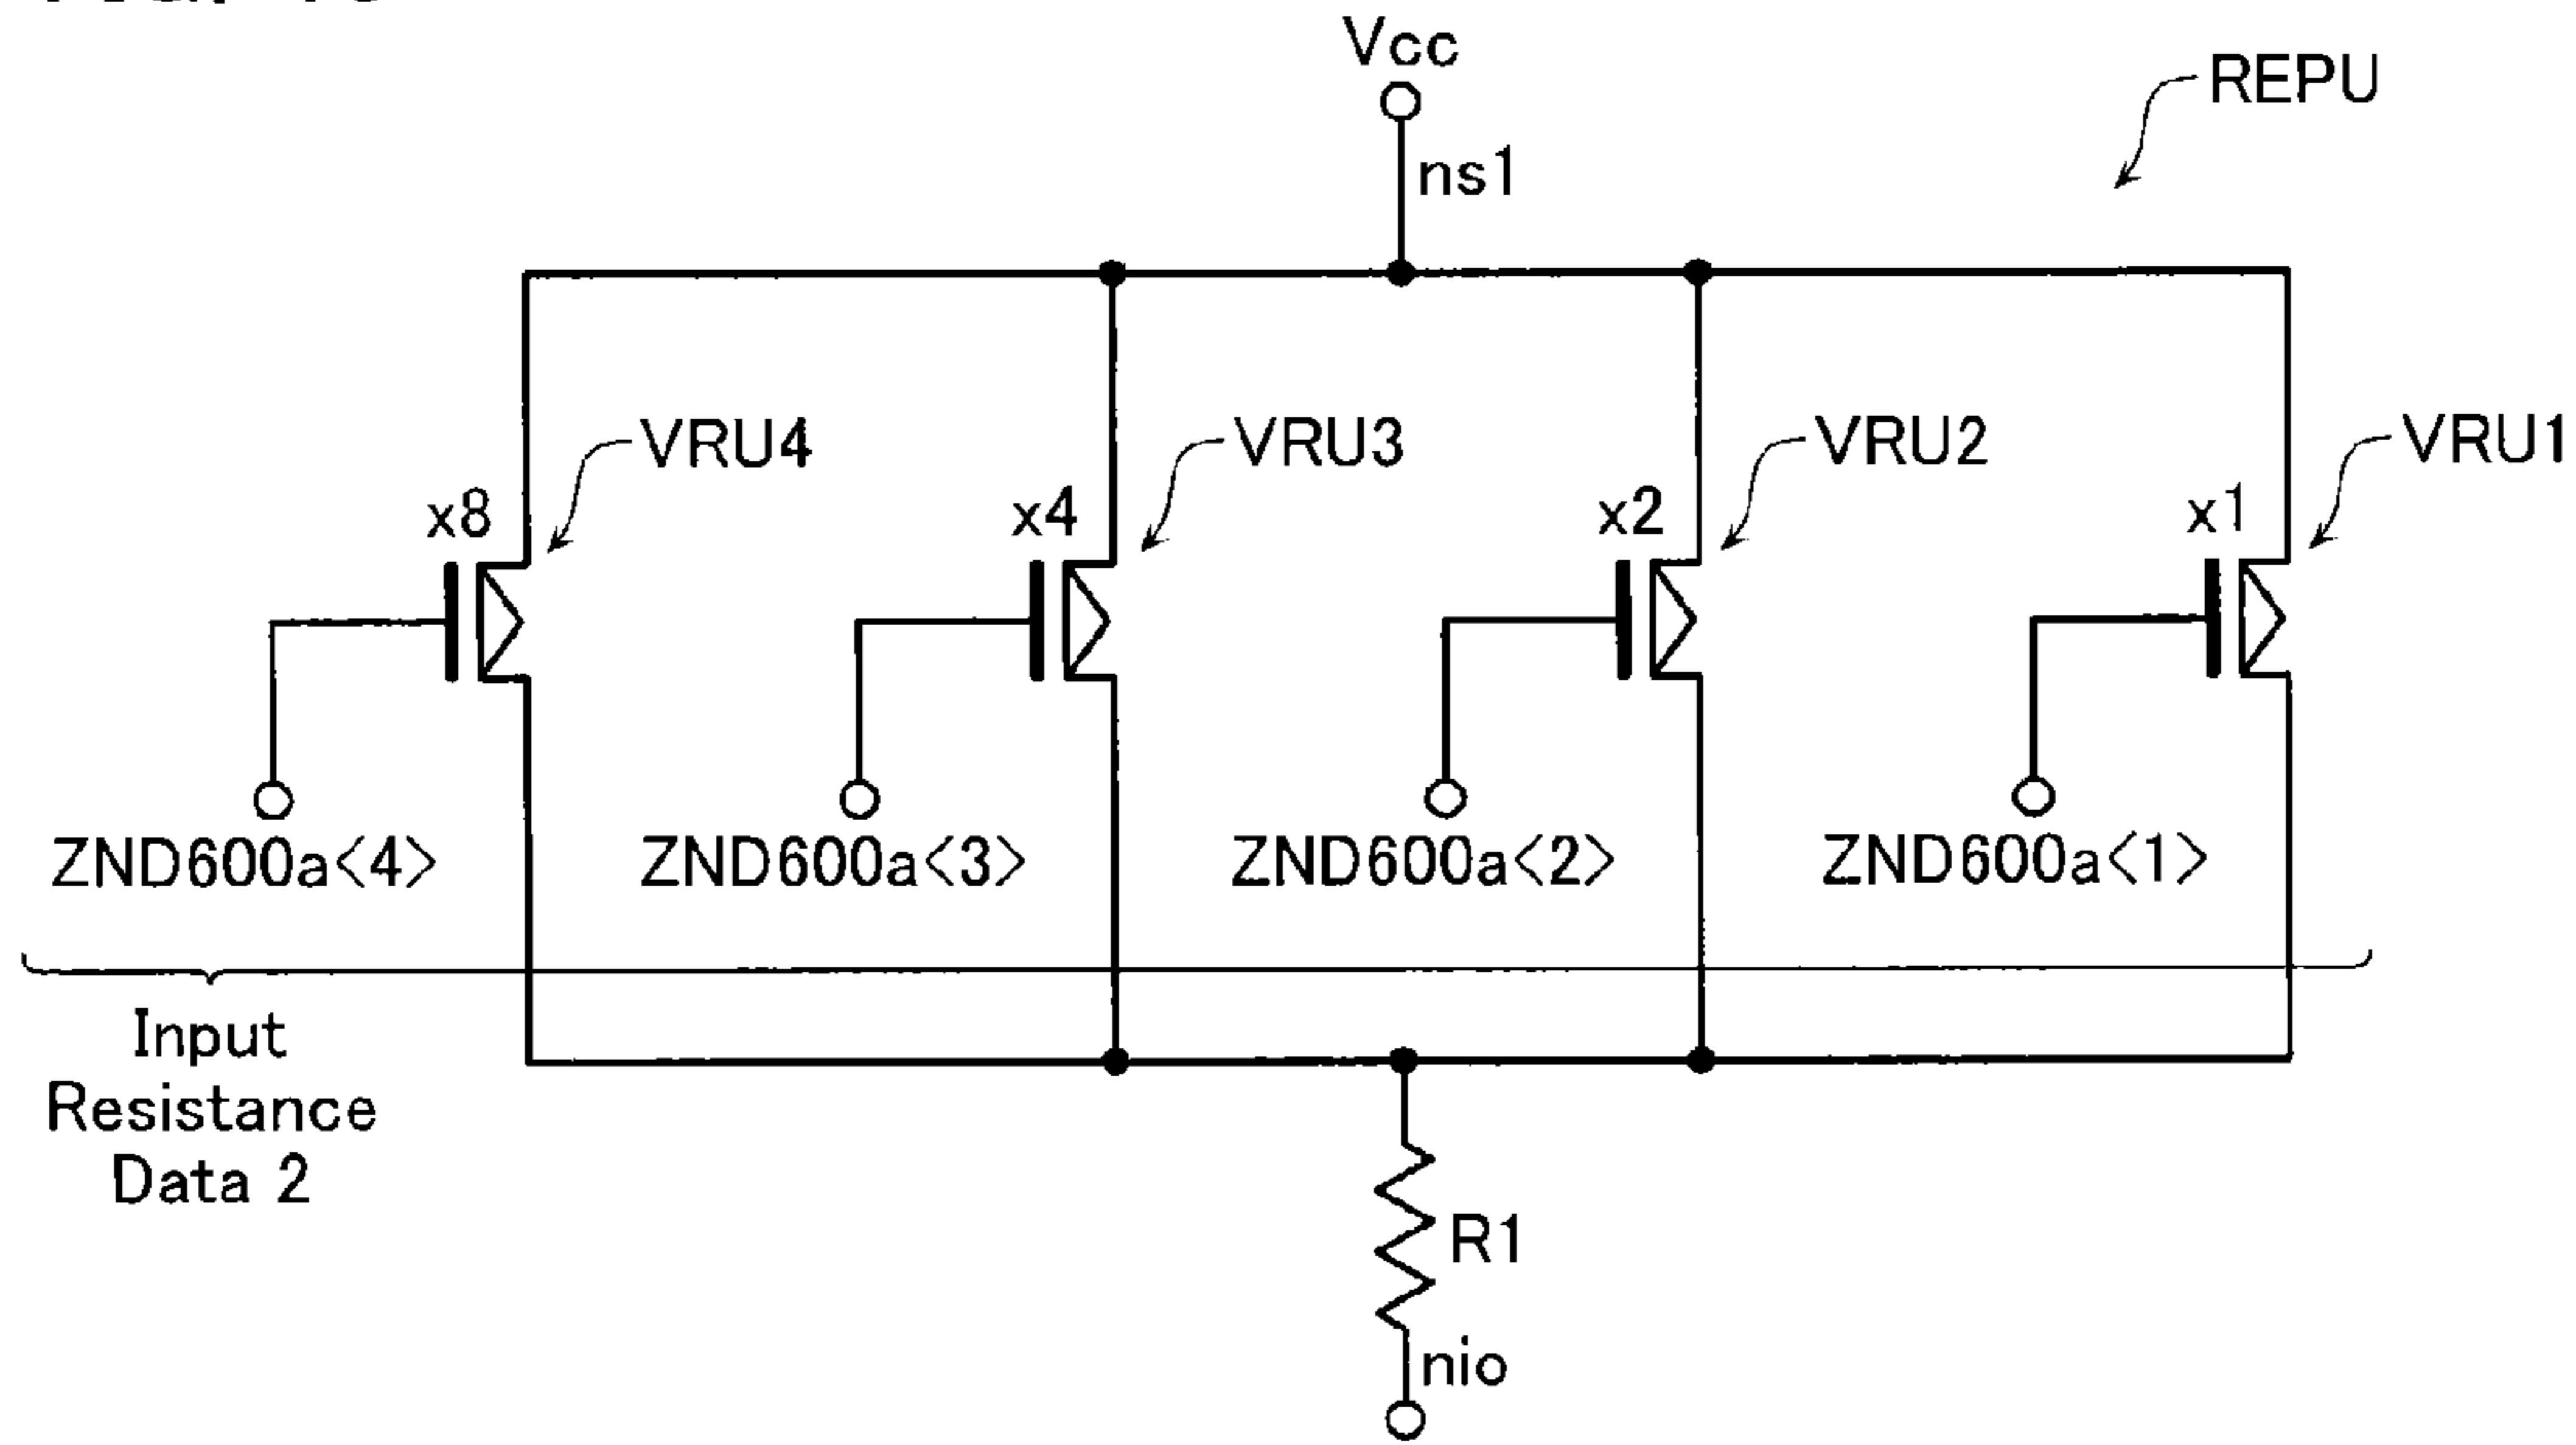 Vcc
REPU
ns1
VRU4
VRU3
VRU2
VRU1
x8
x4
x2
x1
ZND600a<4>
ZND600a<3>
ZND600a<2>
ZND600a<1>
Input
Resistance
Data 2
R1
nio